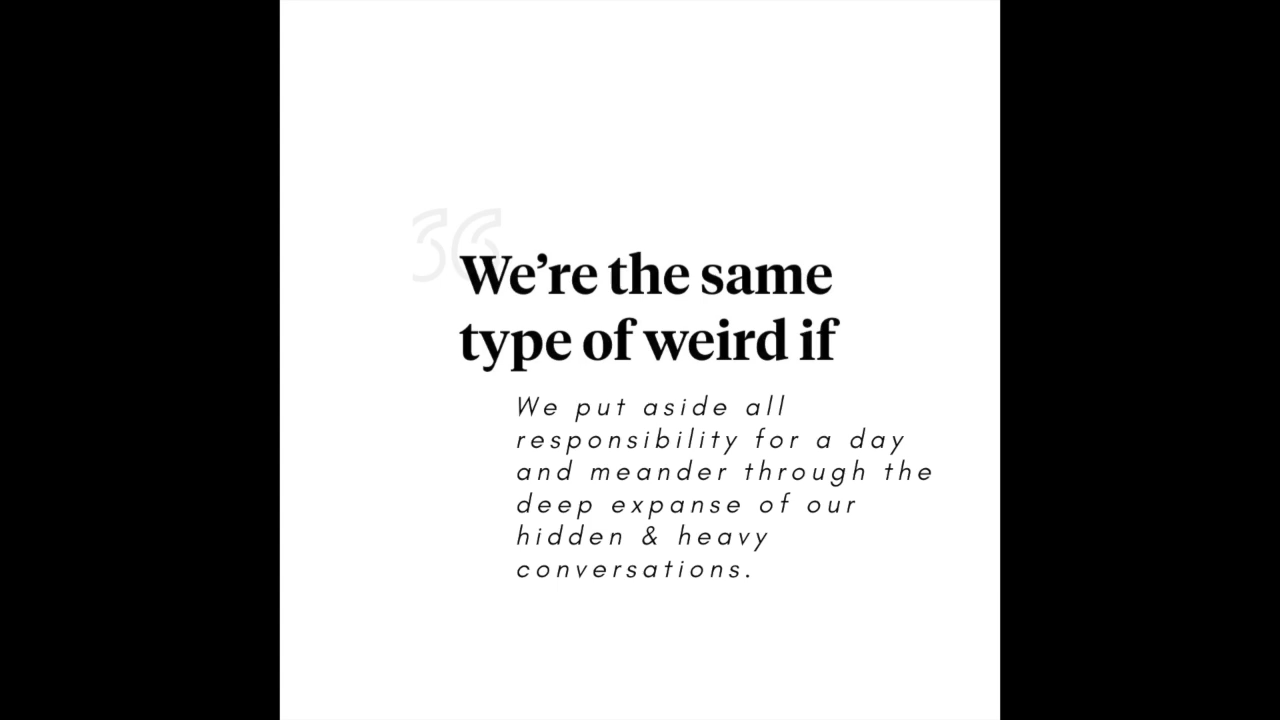 We’re the same
type of weird if
We put aside all
responsibility for a day
and meander through the
deep expanse of our
hidden & heavy
conversations.